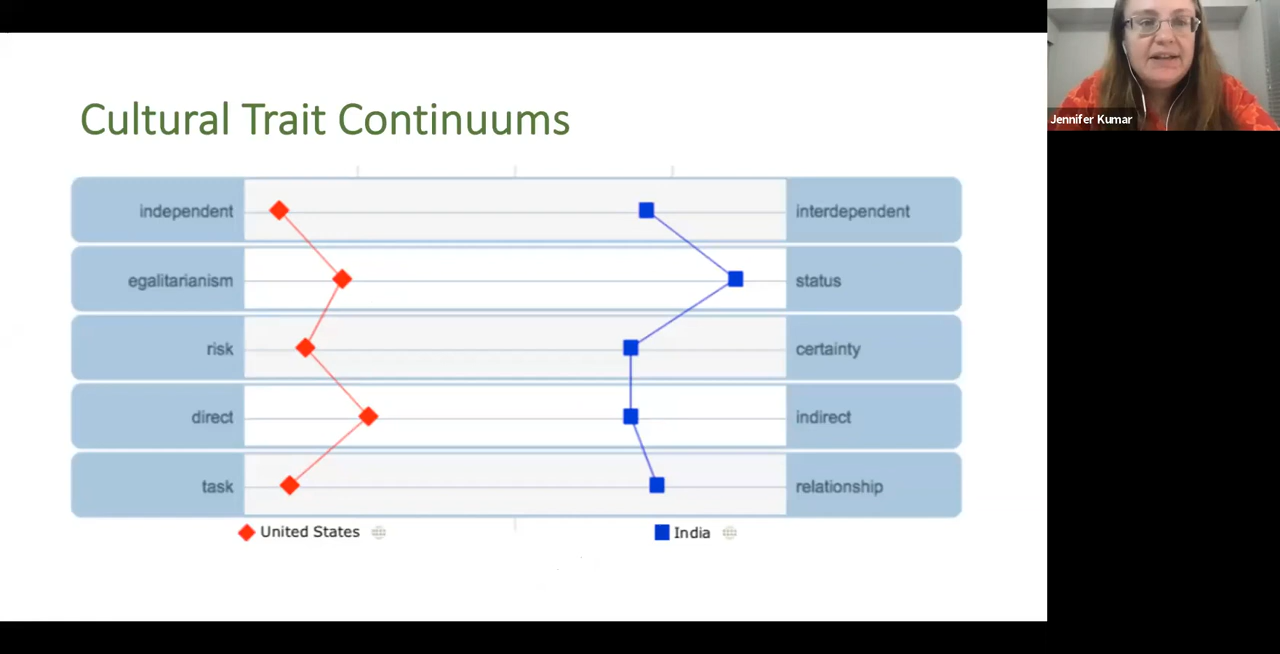 Cultural Trait Continuums
Jennifer Kumar
independent interdependent
egalitarianism status
risk certainty
direct indirect
task relationship
United States India